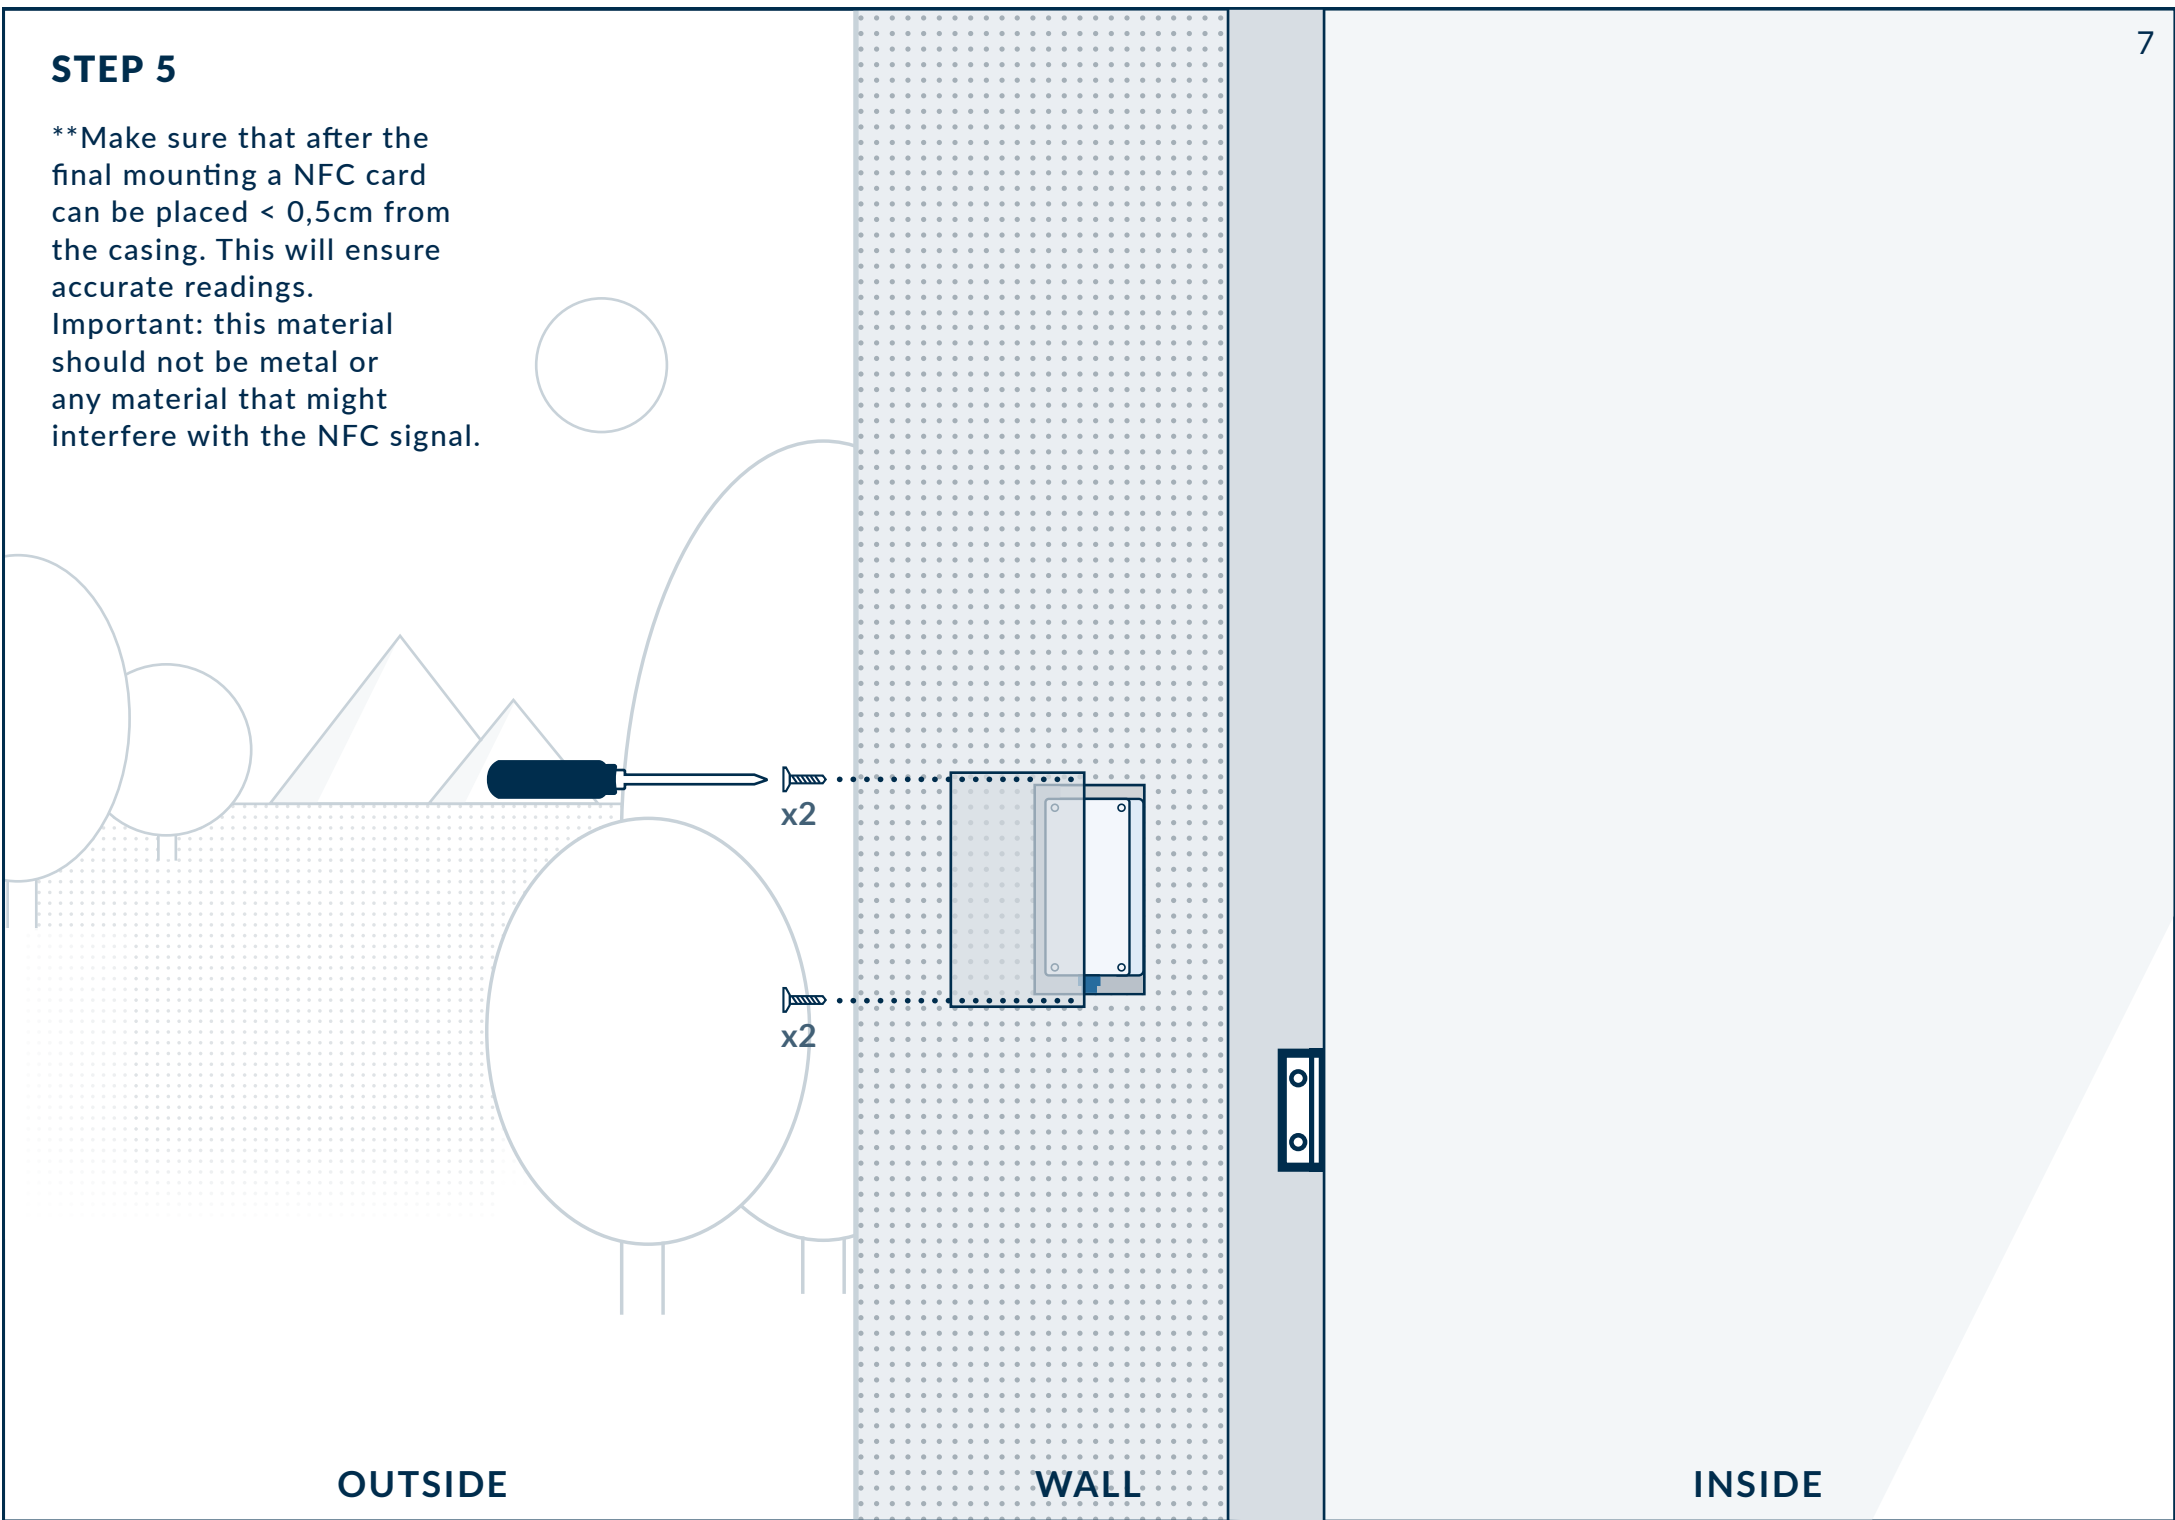 7
STEP 5
**Make sure that after the
final mounting a NFC card
can be placed < 0,5cm from
the casing. This will ensure
accurate readings.
Important: this material
should not be metal or
any material that might
interfere with the NFC signal.
x2
x2
OUTSIDE
WALL
INSIDE